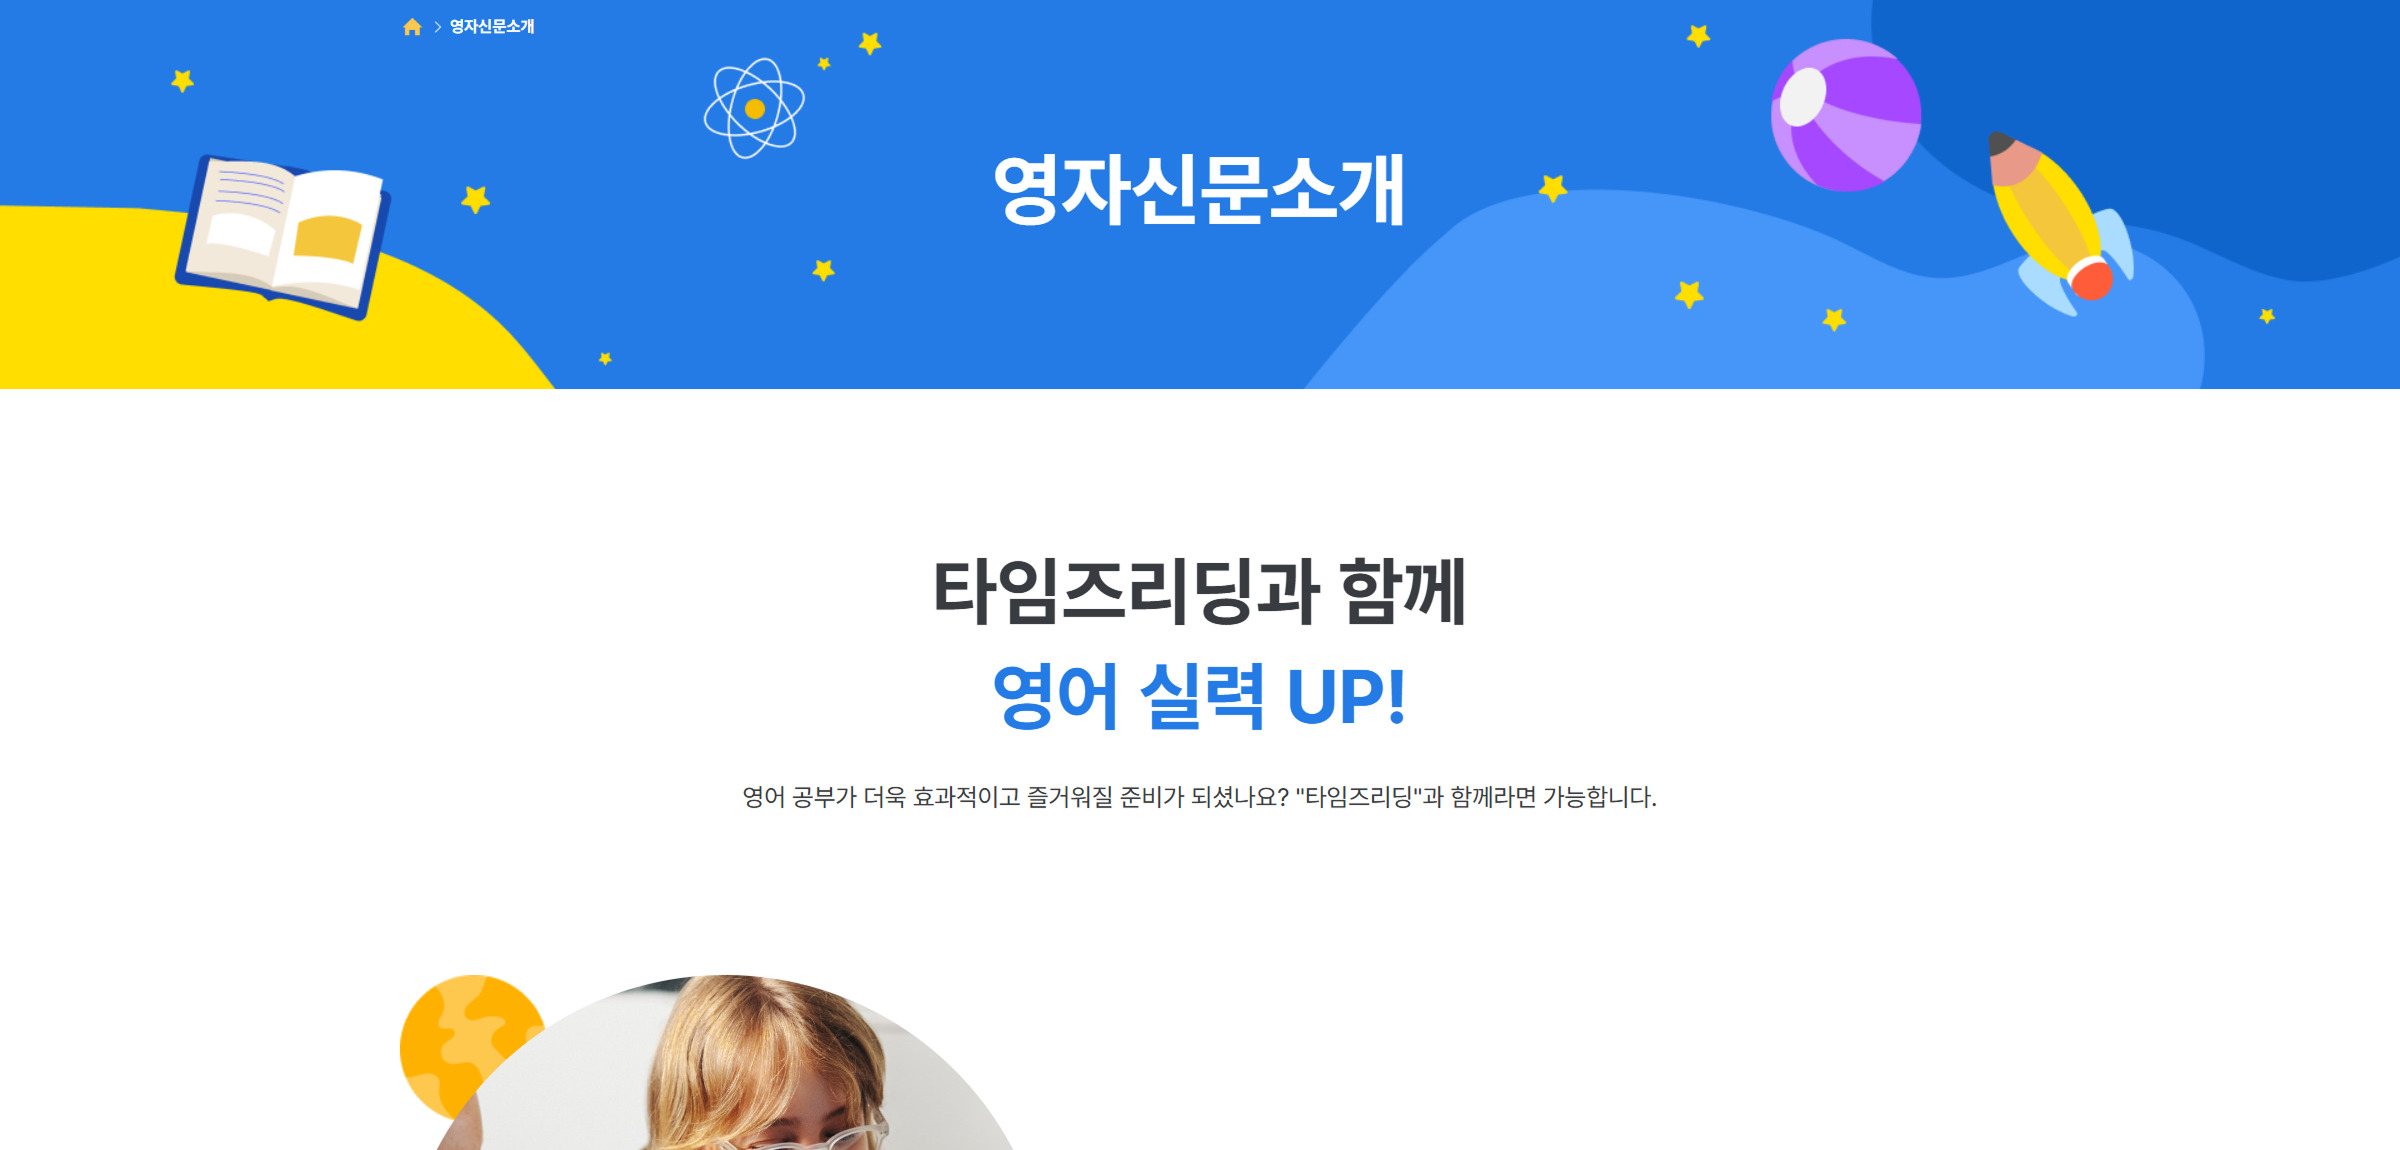 영자신문소개
영자신문소개
타임즈리딩과 함께
영어 실력 UP!
영어 공부가 더욱 효과적이고 즐거워질 준비가 되셨나요? "타임즈리딩"과 함께라면 가능합니다.